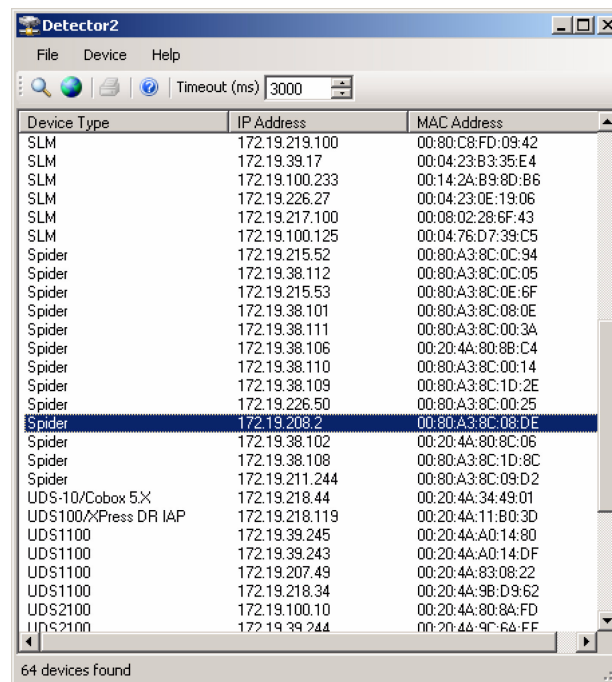 Detector2
File Device Help
Timeout (ms) 3000
Device Type IP Address MAC Address
SLM 172.19.219.100 00:80:C8:FD:09:42
SLM 172.19.39.17 00:04:23:B3:35:E4
SLM 172.19.100.233 00:14:2A:B9:8D:B6
SLM 172.19.226.27 00:04:23:0E:19:06
SLM 172.19.217.100 00:08:02:28:6F:43
SLM 172.19.100.125 00:04:76:D7:39:C5
Spider 172.19.215.52 00:80:A3:8C:0C:94
Spider 172.19.38.112 00:80:A3:8C:0C:05
Spider 172.19.215.53 00:80:A3:8C:0E:6F
Spider 172.19.38.101 00:80:A3:8C:08:0E
Spider 172.19.38.111 00:80:A3:8C:00:3A
Spider 172.19.38.106 00:20:4A:80:8B:C4
Spider 172.19.38.110 00:80:A3:8C:00:14
Spider 172.19.38.109 00:80:A3:8C:1D:2E
Spider 172.19.226.50 00:80:A3:8C:00:25
Spider 172.19.208.2 00:80:A3:8C:08:DE
Spider 172.19.38.102 00:20:4A:80:8C:06
Spider 172.19.38.108 00:80:A3:8C:1D:8C
Spider 172.19.211.244 00:80:A3:8C:09:D2
UDS-10/Cobox 5.X 172.19.218.44 00:20:4A:34:49:01
UDS100/XPress DR IAP 172.19.218.119 00:20:4A:11:B0:3D
UDS1100 172.19.39.245 00:20:4A:A0:14:80
UDS1100 172.19.39.243 00:20:4A:A0:14:DF
UDS1100 172.19.207.49 00:20:4A:83:08:22
UDS1100 172.19.218.34 00:20:4A:9B:D9:62
UDS2100 172.19.100.10 00:20:4A:80:8A:FD
UDS2100 172.19.39.244 00:20:4A:9C:6A:EF
64 devices found